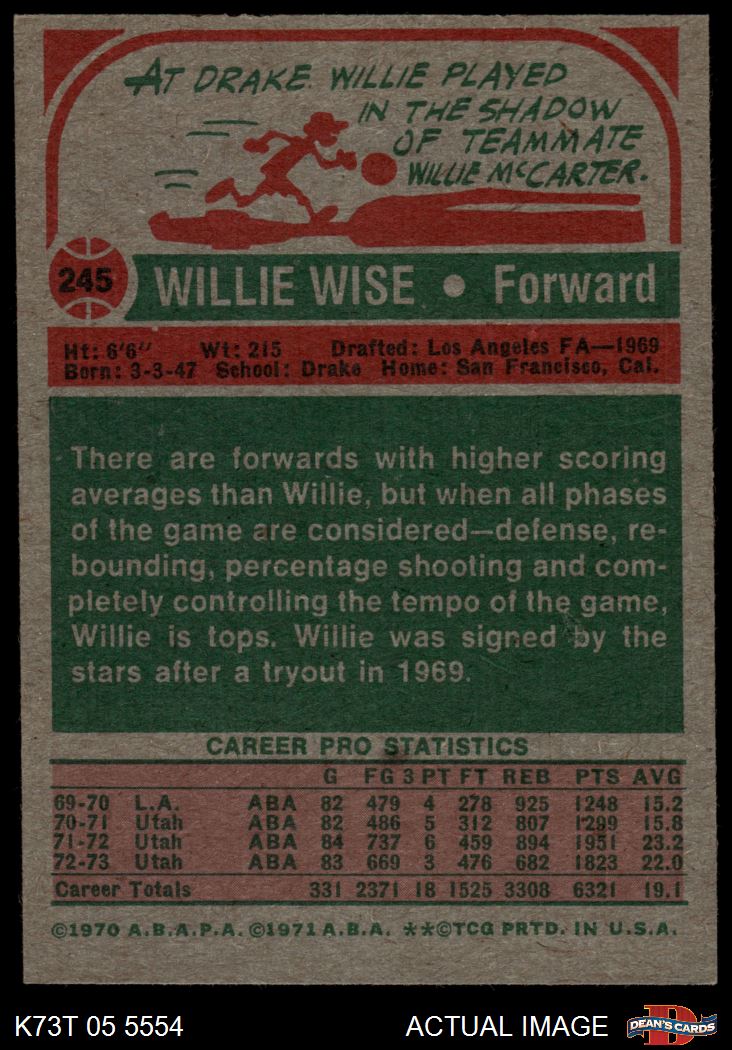 AT DRAKE WILLIE PLAYED
IN THE SHADOW
OF TEAMMATE
WILLIE McCARTER.
245
WILLIE WISE • Forward
Ht: 6'6" Wt: 215 Drafted: Los Angeles FA—1969
Born: 3-3-47 School: Drake Home: San Francisco, Cal.
There are forwards with higher scoring
averages than Willie, but when all phases
of the game are considered—defense, re-
bounding, percentage shooting and com-
pletely controlling the tempo of the game,
Willie is tops. Willie was signed by the
stars after a tryout in 1969.
CAREER PRO STATISTICS
G FG 3 PT FT REB PTS AVG
69-70 L.A. ABA 82 479 4 278 925 1248 15.2
70-71 Utah ABA 82 486 5 312 807 1299 15.8
71-72 Utah ABA 84 737 6 459 894 1951 23.2
72-73 Utah ABA 83 669 3 476 682 1823 22.0
Career Totals 331 2371 18 1525 3308 6321 19.1
©1970 A.B.A.P.A. ©1971 A.B.A. **©TCG PRTD. IN U.S.A.
K73T 05 5554 ACTUAL IMAGE
D
DEAN'S CARDS